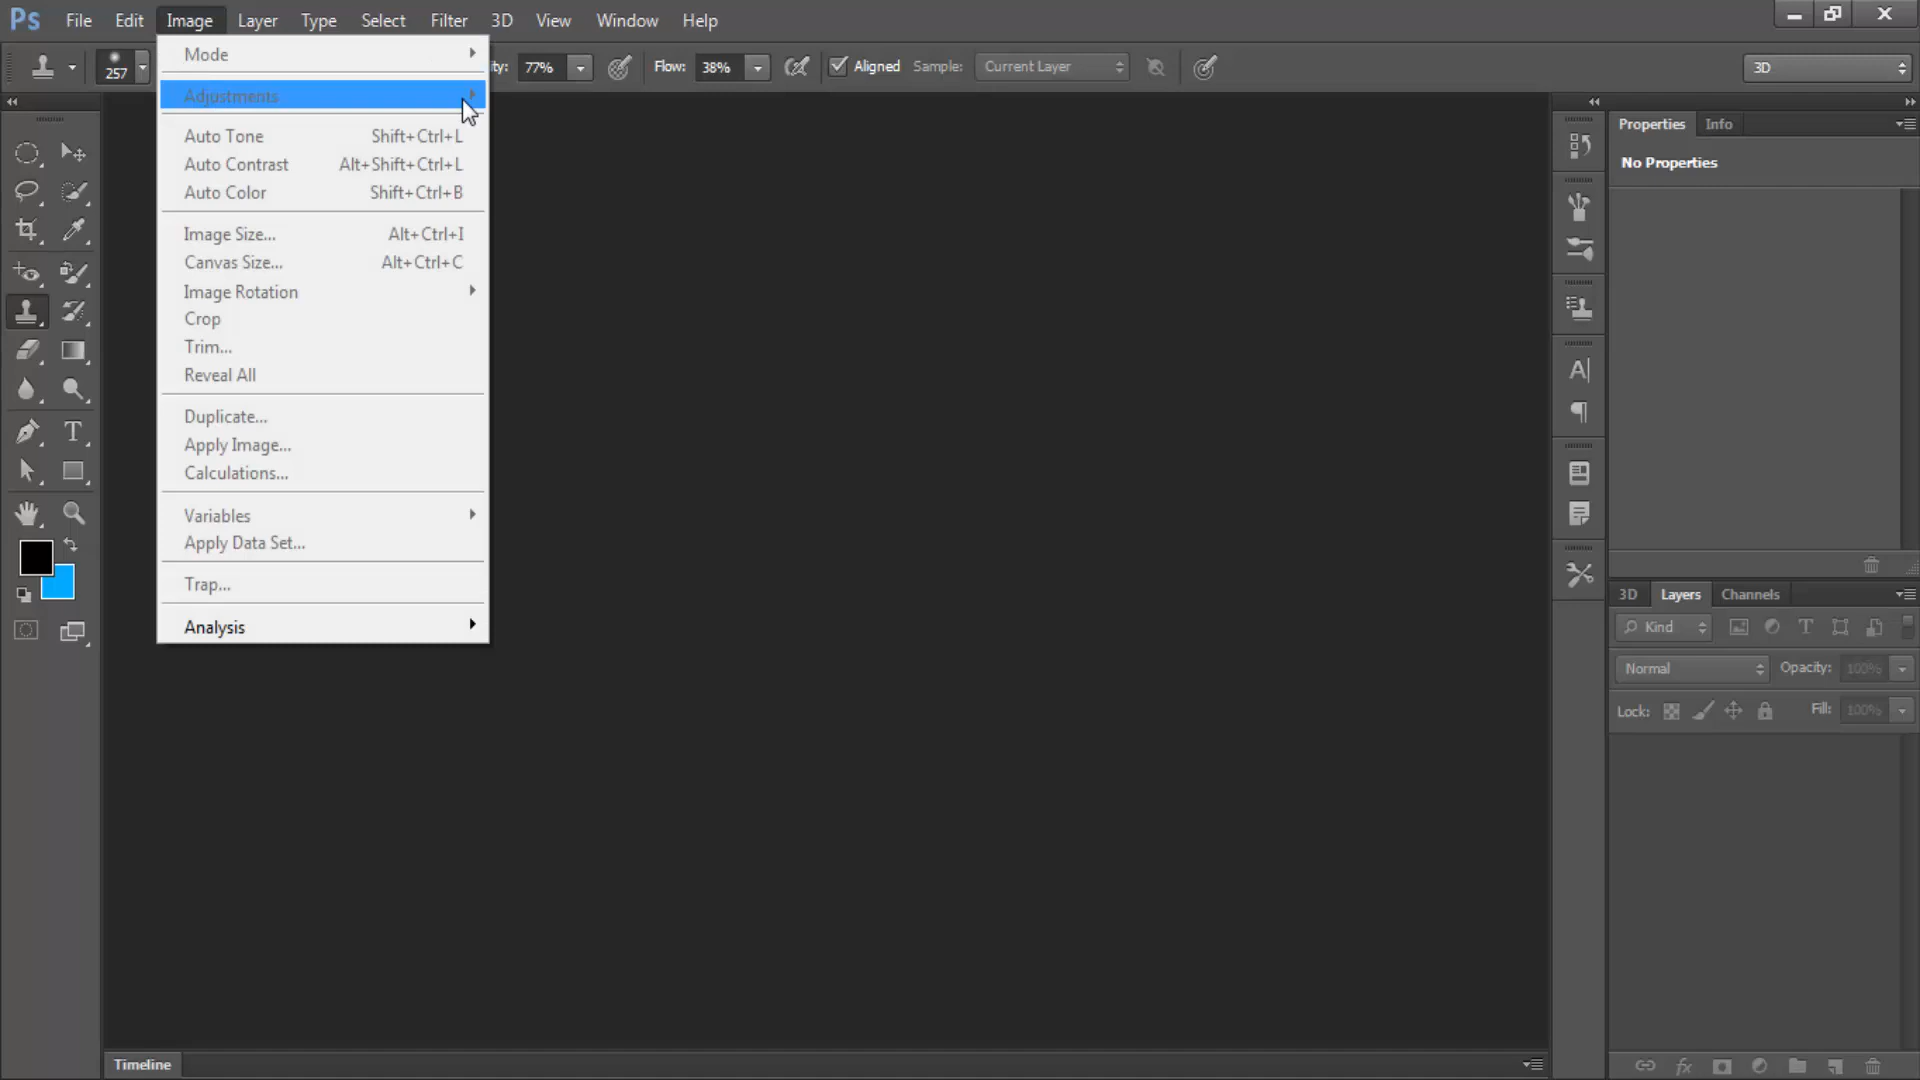 Ps File Edit Image Layer Type Select Filter 3D View Window Help
257 ity: 77% Flow: 38% Aligned Sample: Current Layer 3D
Mode
Adjustments
Auto Tone Shift+Ctrl+L
Auto Contrast Alt+Shift+Ctrl+L
Auto Color Shift+Ctrl+B
Image Size... Alt+Ctrl+I
Canvas Size... Alt+Ctrl+C
Image Rotation
Crop
Trim...
Reveal All
Duplicate...
Apply Image...
Calculations...
Variables
Apply Data Set...
Trap...
Analysis
Properties Info
No Properties
3D Layers Channels
Kind
Normal Opacity: 100%
Lock: Fill: 100%
Timeline